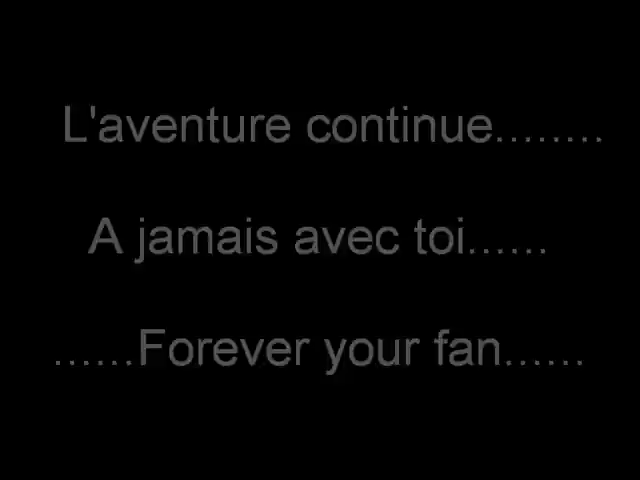 L'aventure continue........
A jamais avec toi......
......Forever your fan......